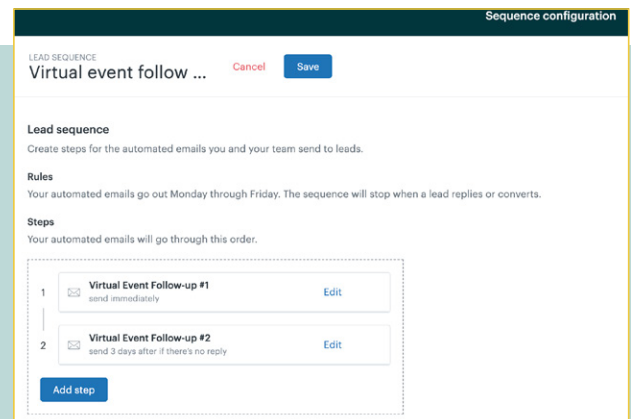 Sequence configuration
LEAD SEQUENCE
Virtual event follow ...
Cancel
Save
Lead sequence
Create steps for the automated emails you and your team send to leads.
Rules
Your automated emails go out Monday through Friday. The sequence will stop when a lead replies or converts.
Steps
Your automated emails will go through this order.
1
Virtual Event Follow-up #1
send immediately
Edit
2
Virtual Event Follow-up #2
send 3 days after if there's no reply
Edit
Add step